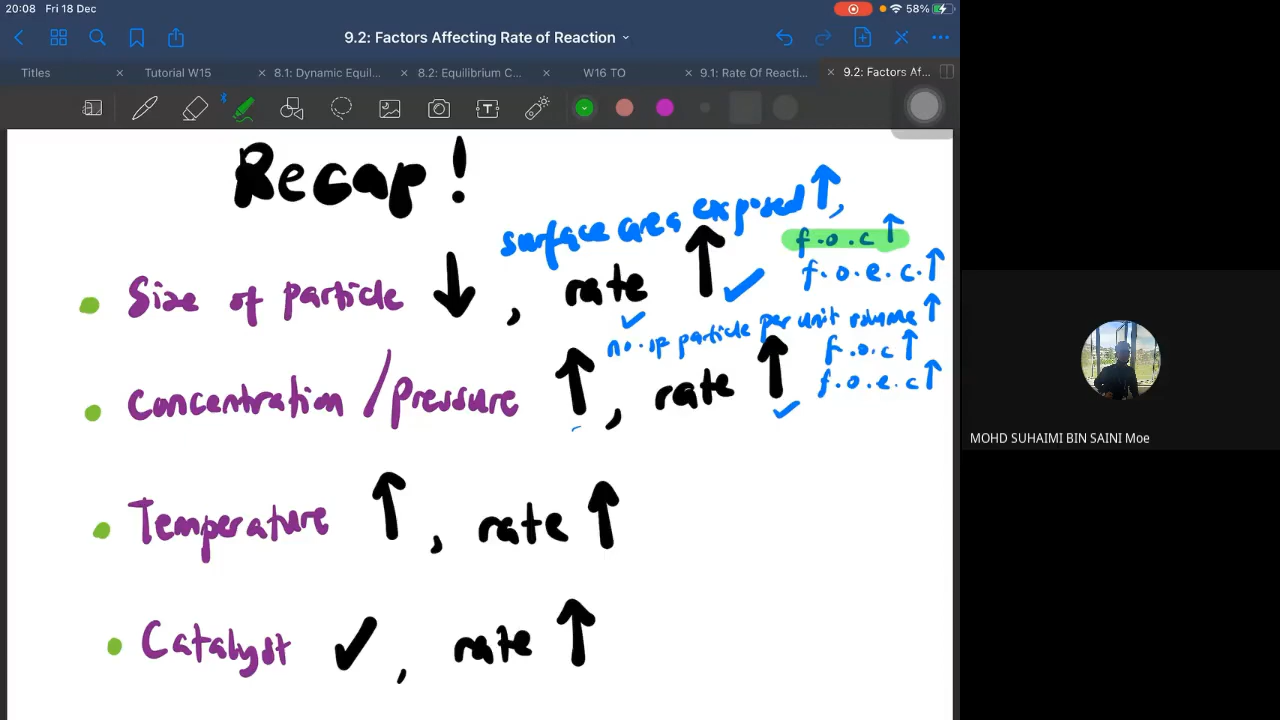 20:08 Fri 18 Dec
58%
9.2: Factors Affecting Rate of Reaction
Titles
Tutorial W15
8.1: Dynamic Equil...
8.2: Equilibrium C...
W16 TO
9.1: Rate Of Reacti...
9.2: Factors Af...
Recap!
surface area exposed ↑,
f.o.c ↑
f.o.e.c. ↑
• Size of particle ↓, rate ↑ ✓
no. of particle per unit volume ↑
f.o.c ↑
f.o.e.c ↑
• Concentration / pressure ↑, rate ↑
• Temperature ↑, rate ↑
• Catalyst ✓, rate ↑
MOHD SUHAIMI BIN SAINI Moe